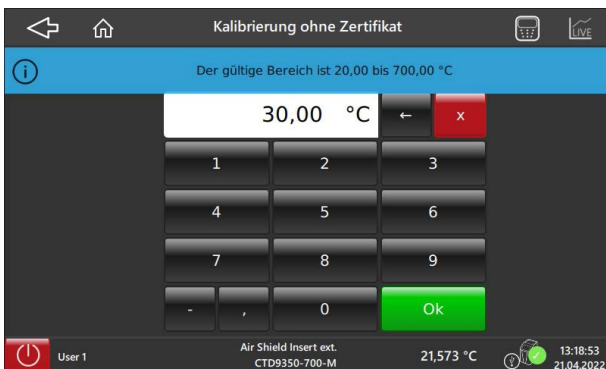 Kalibrierung ohne Zertifikat
LIVE
Der gültige Bereich ist 20,00 bis 700,00 °C
30,00 °C ← x
1 2 3
4 5 6
7 8 9
- , 0 Ok
User 1
Air Shield Insert ext.
CTD9350-700-M
21,573 °C
13:18:53
21.04.2022